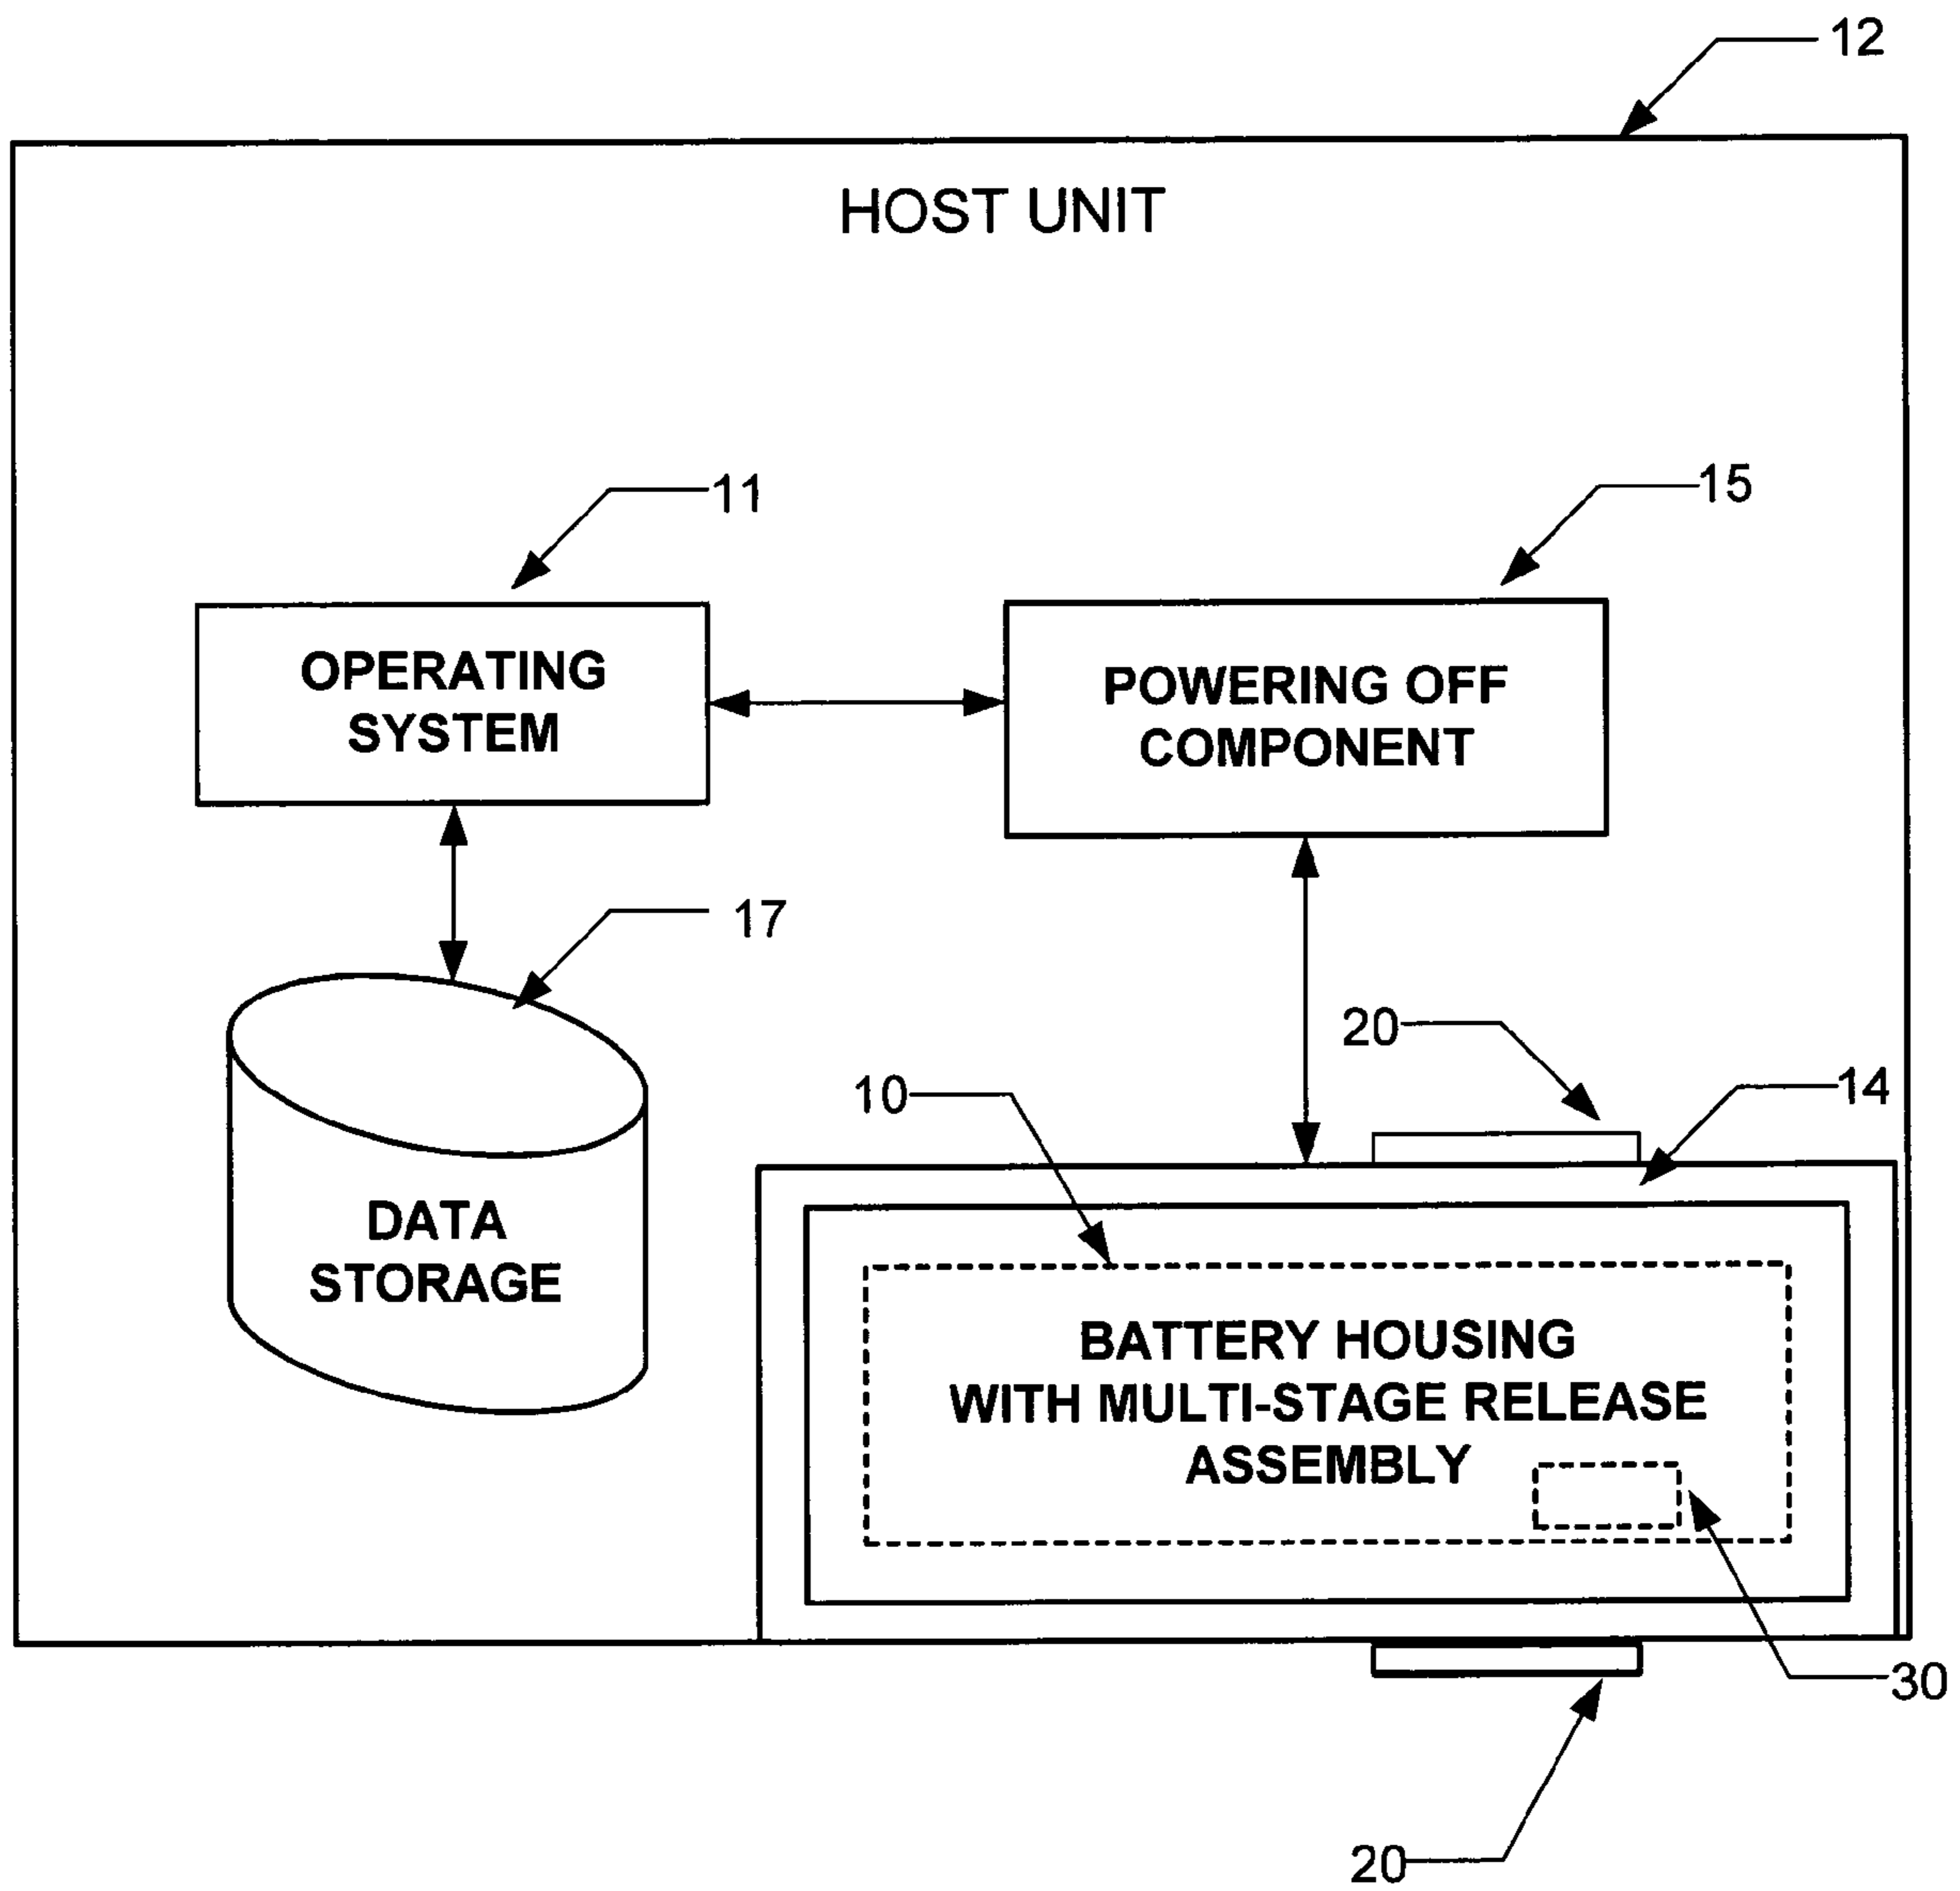 12
HOST UNIT
11
15
OPERATING
SYSTEM
POWERING OFF
COMPONENT
17
20
10
14
DATA
STORAGE
BATTERY HOUSING
WITH MULTI-STAGE RELEASE
ASSEMBLY
30
20